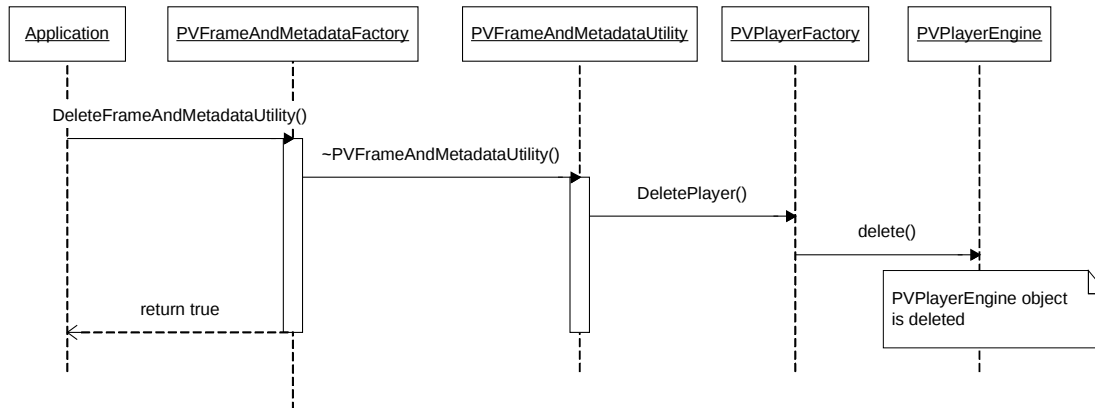 Application
PVFrameAndMetadataFactory
PVFrameAndMetadataUtility
PVPlayerFactory
PVPlayerEngine
DeleteFrameAndMetadataUtility()
~PVFrameAndMetadataUtility()
DeletePlayer()
delete()
PVPlayerEngine object
is deleted
return true